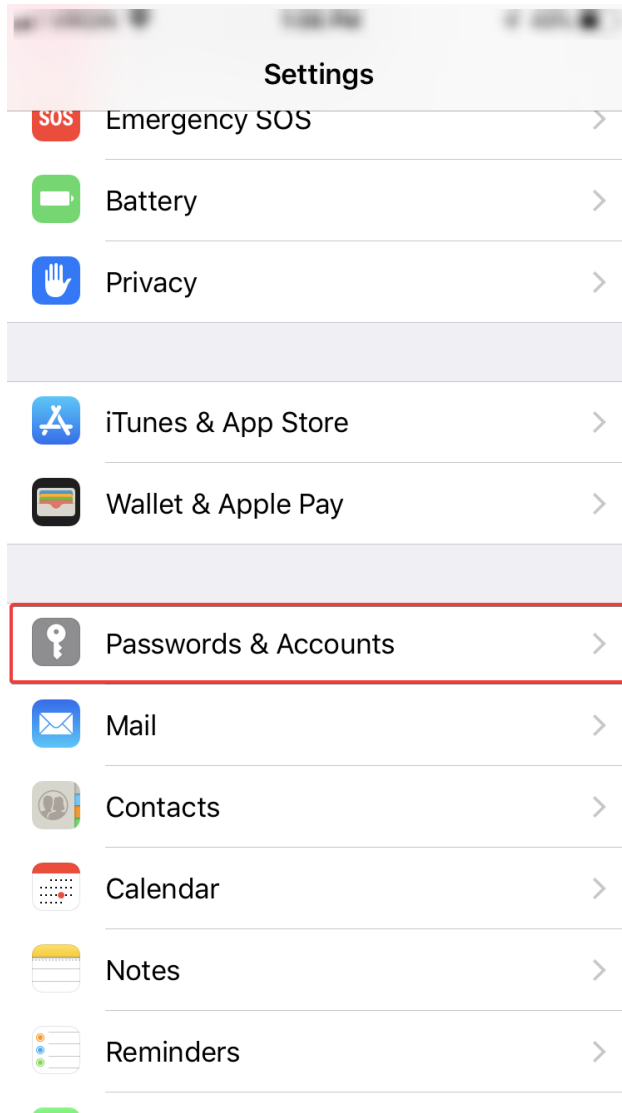 Settings
SOS Emergency SOS
Battery
Privacy
iTunes & App Store
Wallet & Apple Pay
Passwords & Accounts
Mail
Contacts
Calendar
Notes
Reminders